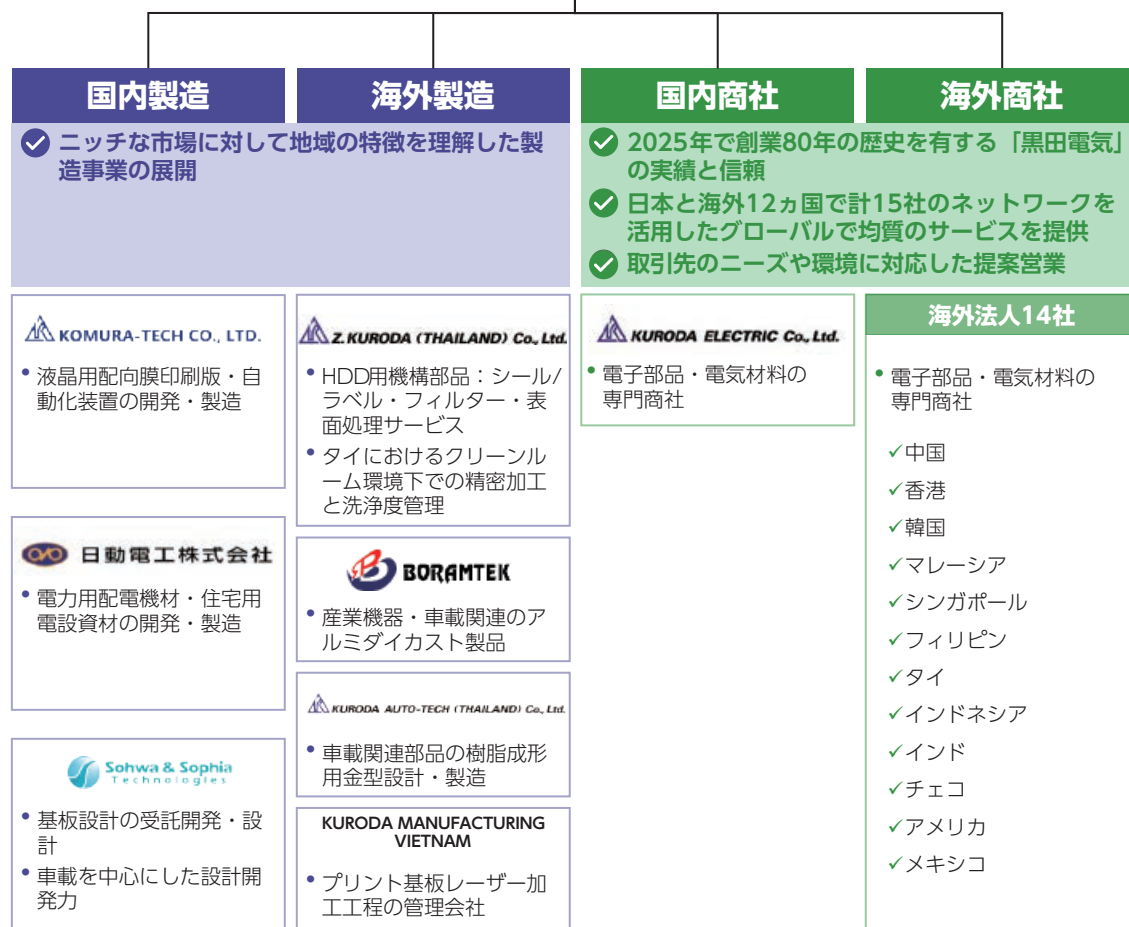 国内製造
海外製造
国内商社
海外商社
ニッチな市場に対して地域の特徴を理解した製
造事業の展開
2025年で創業80年の歴史を有する「黒田電気」
の実績と信頼
日本と海外12ヵ国で計15社のネットワークを
活用したグローバルで均質のサービスを提供
取引先のニーズや環境に対応した提案営業
KOMURA-TECH CO., LTD.
• 液晶用配向膜印刷版・自
動化装置の開発・製造
日動電工株式会社
• 電力用配電機材・住宅用
電設資材の開発・製造
Sohwa & Sophia
Technologies
• 基板設計の受託開発・設
計
• 車載を中心にした設計開
発力
Z.KURODA (THAILAND) Co., Ltd.
• HDD用機構部品：シール/
ラベル・フィルター・表
面処理サービス
• タイにおけるクリーンル
ーム環境下での精密加工
と洗浄度管理
BORAMTEK
• 産業機器・車載関連のア
ルミダイカスト製品
KURODA AUTO-TECH (THAILAND) Co., Ltd.
• 車載関連部品の樹脂成形
用金型設計・製造
KURODA MANUFACTURING
VIETNAM
• プリント基板レーザー加
工工程の管理会社
KURODA ELECTRIC Co., Ltd.
• 電子部品・電気材料の
専門商社
海外法人14社
• 電子部品・電気材料の
専門商社
✓中国
✓香港
✓韓国
✓マレーシア
✓シンガポール
✓フィリピン
✓タイ
✓インドネシア
✓インド
✓チェコ
✓アメリカ
✓メキシコ